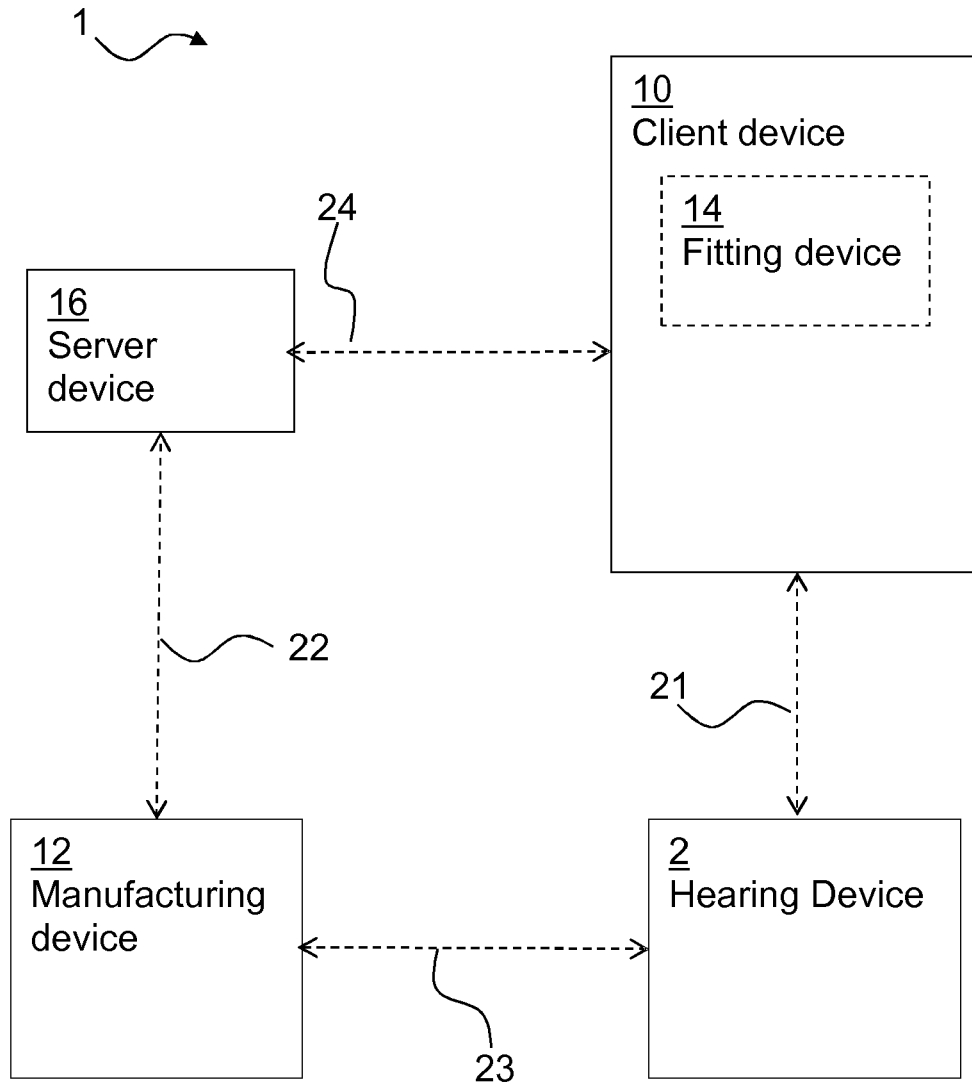 1
10
Client device
14
Fitting device
24
16
Server
device
22
21
12
Manufacturing
device
2
Hearing Device
23